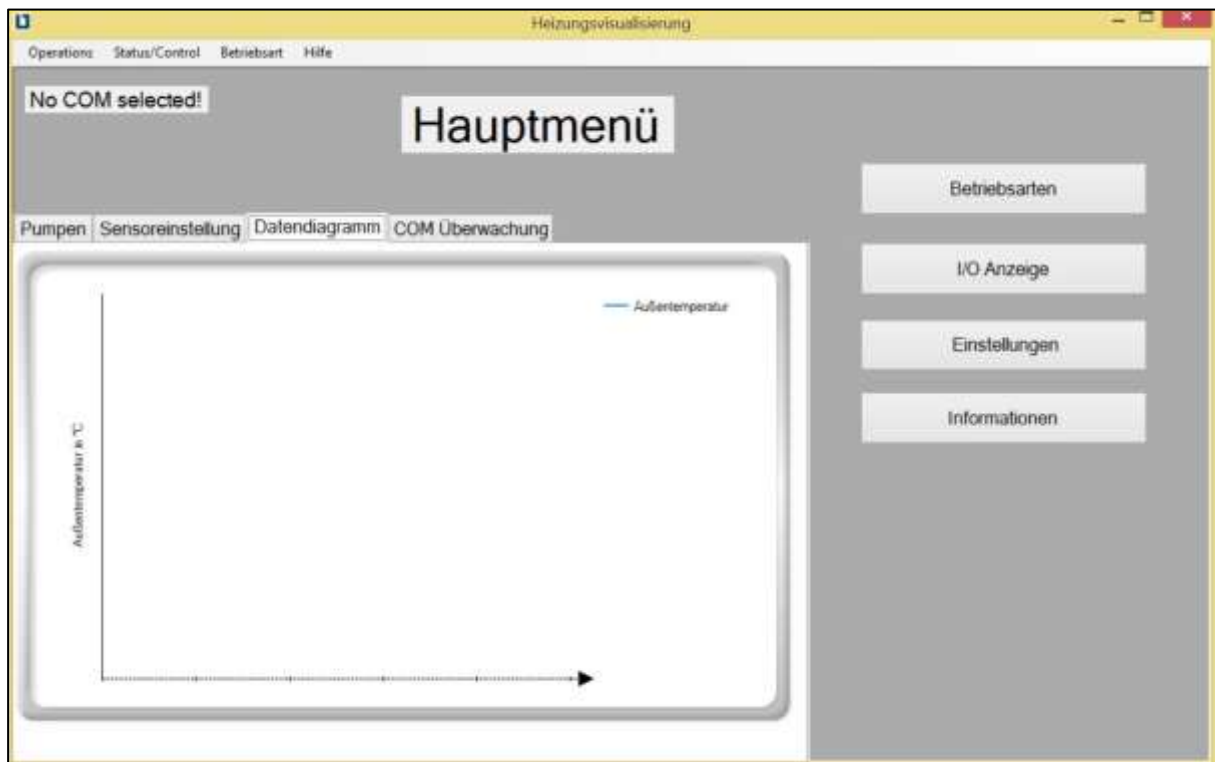 Heizungsvisualisierung
Operations Status/Control Betriebsart Hilfe
No COM selected!
Hauptmenü
Betriebsarten
Pumpen Sensoreinstellung Datendiagramm COM Überwachung
I/O Anzeige
Außentemperatur
Einstellungen
Informationen
Außentemperatur in °C